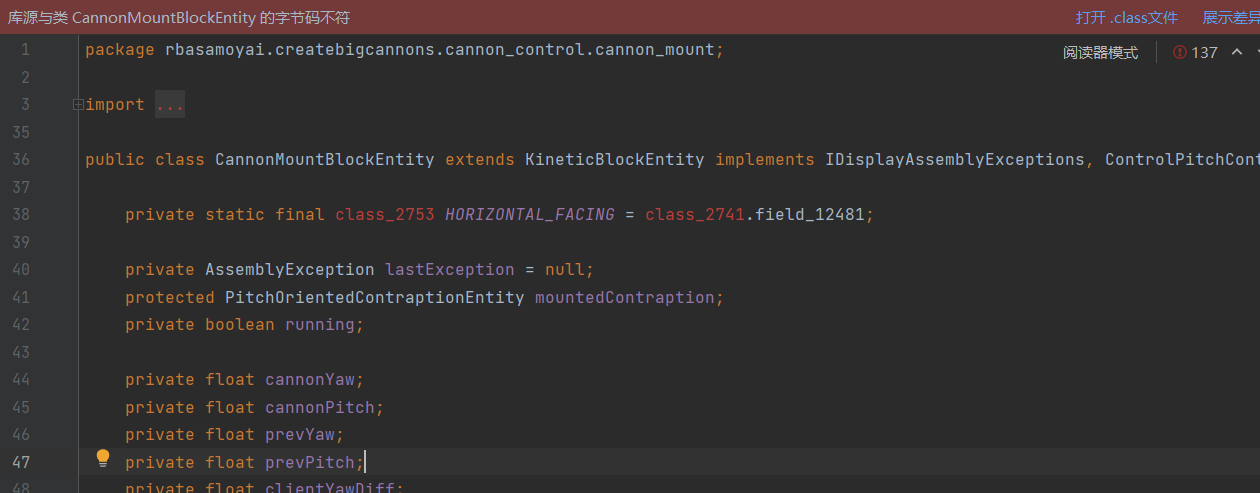 库源与类 CannonMountBlockEntity 的字节码不符 打开 .class文件 展示差异
1 package rbasamoyai.createbigcannons.cannon_control.cannon_mount;
阅读器模式 137
2
3 import ...
35
36 public class CannonMountBlockEntity extends KineticBlockEntity implements IDisplayAssemblyExceptions, ControlPitchCont
37
38 private static final class_2753 HORIZONTAL_FACING = class_2741.field_12481;
39
40 private AssemblyException lastException = null;
41 protected PitchOrientedContraptionEntity mountedContraption;
42 private boolean running;
43
44 private float cannonYaw;
45 private float cannonPitch;
46 private float prevYaw;
47 private float prevPitch;
48 private float clientYawDiff;